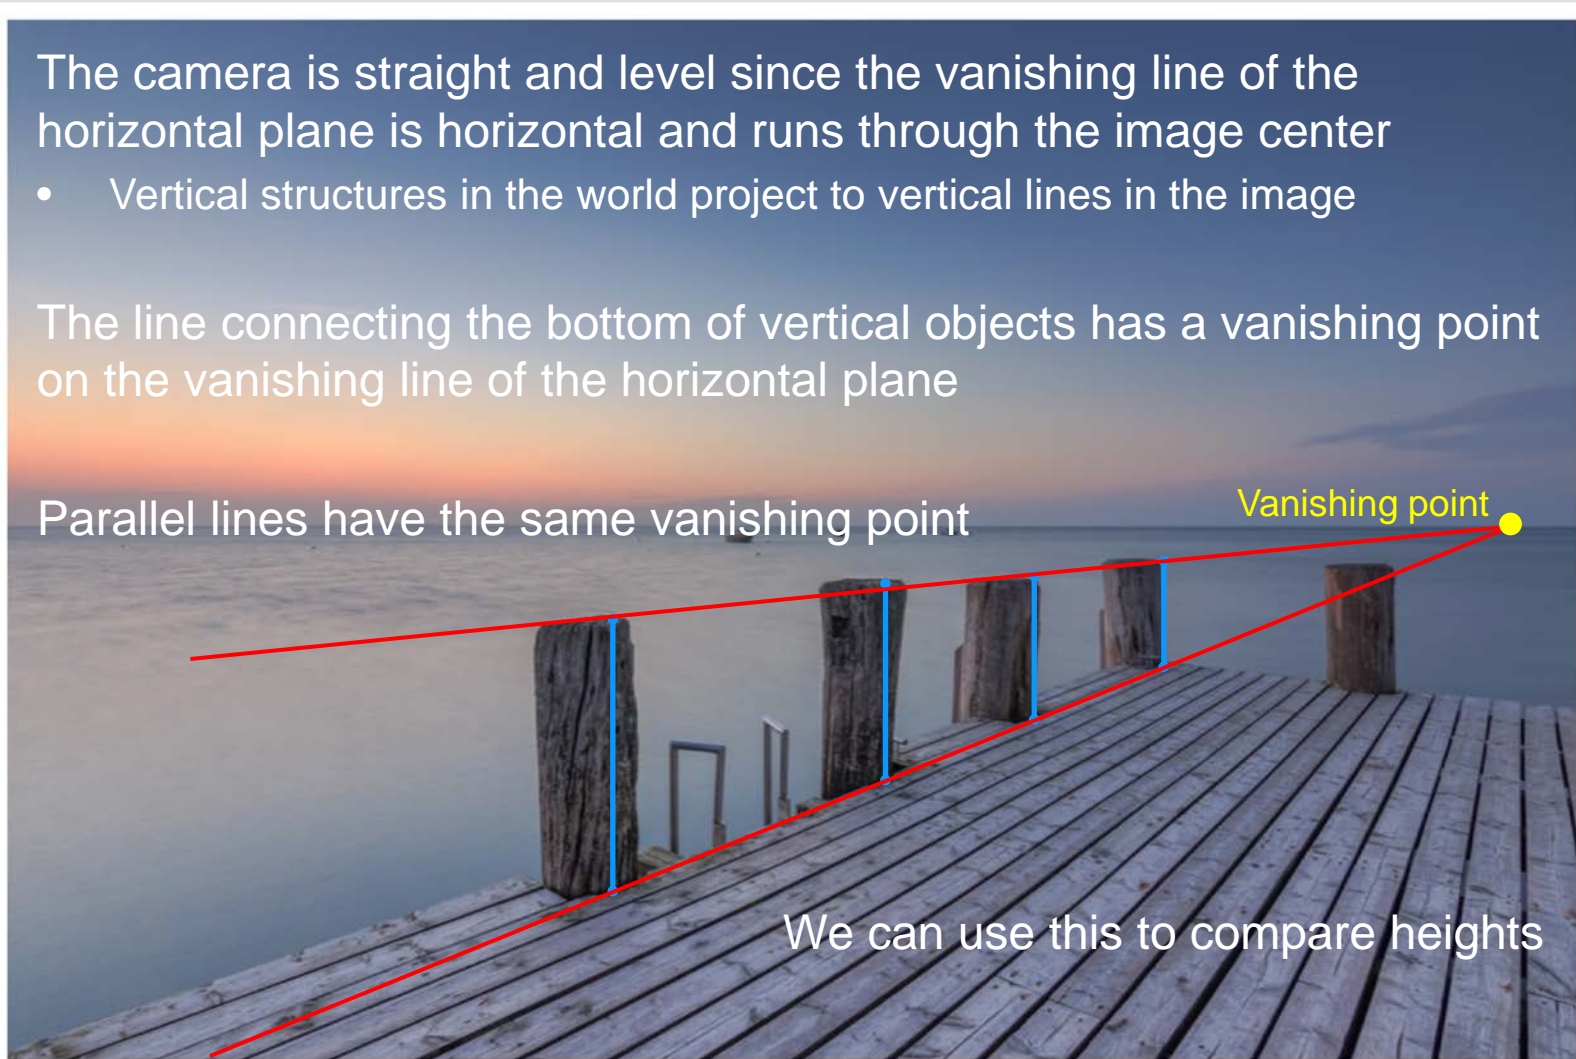 The camera is straight and level since the vanishing line of the
horizontal plane is horizontal and runs through the image center
• Vertical structures in the world project to vertical lines in the image
The line connecting the bottom of vertical objects has a vanishing point
on the vanishing line of the horizontal plane
Parallel lines have the same vanishing point
Vanishing point
We can use this to compare heights